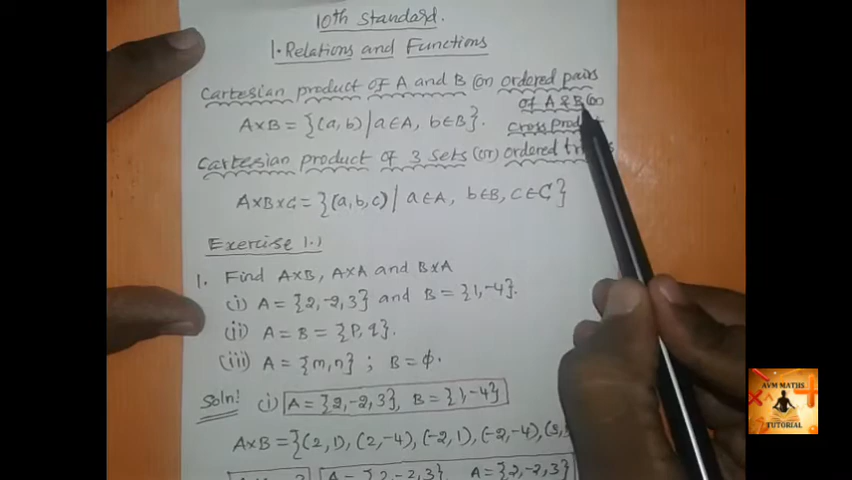 10th Standard.
1. Relations and Functions
Cartesian product of A and B (or) ordered pairs
of A & B (or)
A×B = {(a,b) | a∈A, b∈B}.
cross product
Cartesian product of 3 sets (or) ordered
A×B×C = {(a,b,c) | a∈A, b∈B, c∈C}
Exercise 1.1
1. Find A×B, A×A and B×A
(i) A = {2,-2,3} and B = {1,-4}.
(ii) A = B = {p,q}.
(iii) A = {m,n} ; B = φ.
Soln! (i) A = {2,-2,3}, B = {1,-4}
A×B = {(2,1), (2,-4), (-2,1), (-2,-4), (3,
A = {2,-2,3} A = {2,-2,3}
AVM MATHS
TUTORIAL